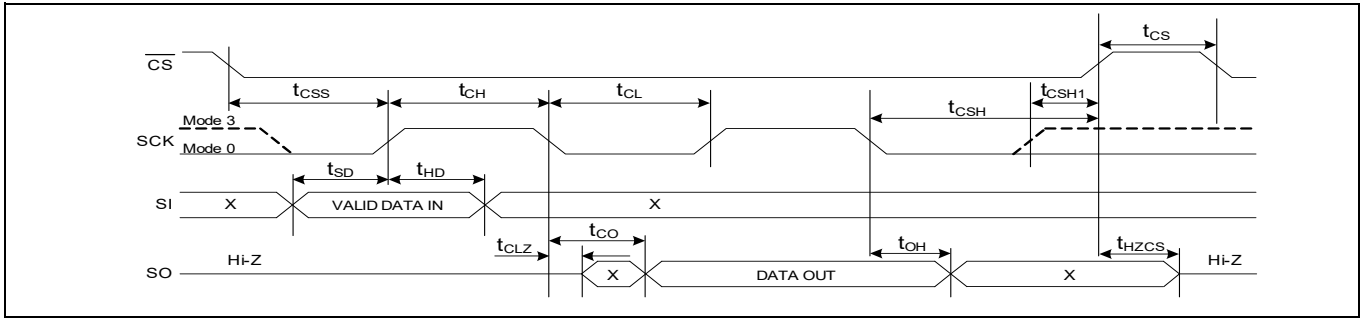 CS
tCS
tCSS
tCH
tCL
tCSH1
tCSH
Mode 3
SCK
Mode 0
tSD
tHD
SI
X
VALID DATA IN
X
tCO
tCLZ
tOH
tHZCS
SO
Hi-Z
X
DATA OUT
X
Hi-Z